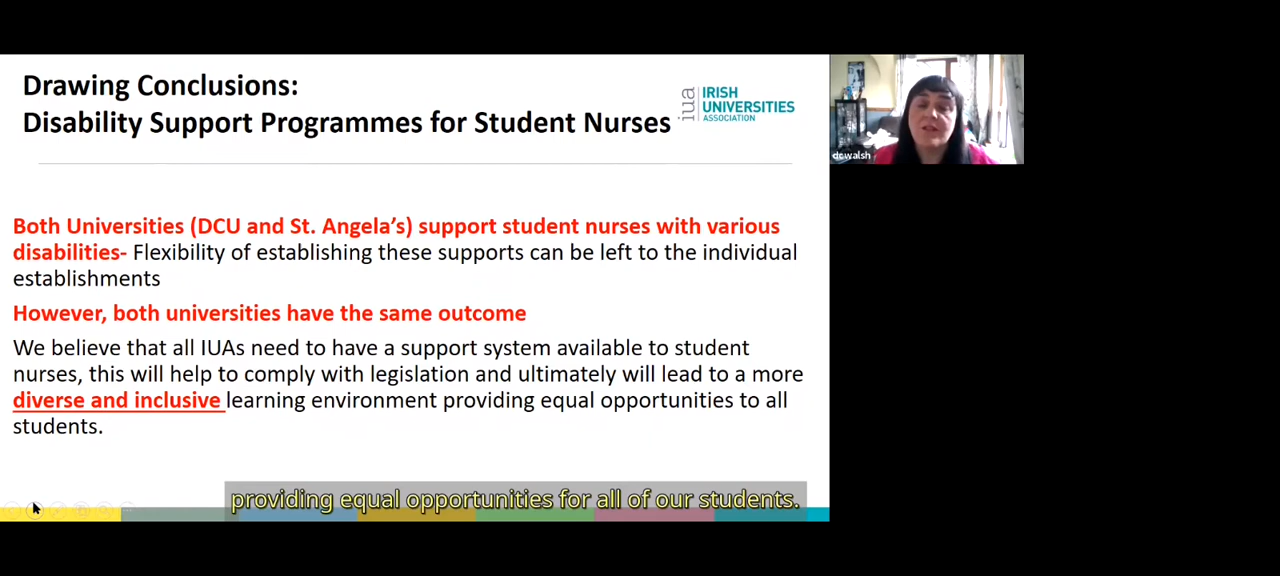 Drawing Conclusions:
Disability Support Programmes for Student Nurses
iua
IRISH
UNIVERSITIES
ASSOCIATION
dcwalsh
Both Universities (DCU and St. Angela's) support student nurses with various
disabilities- Flexibility of establishing these supports can be left to the individual
establishments
However, both universities have the same outcome
We believe that all IUAs need to have a support system available to student
nurses, this will help to comply with legislation and ultimately will lead to a more
diverse and inclusive learning environment providing equal opportunities to all
students.
providing equal opportunities for all of our students.